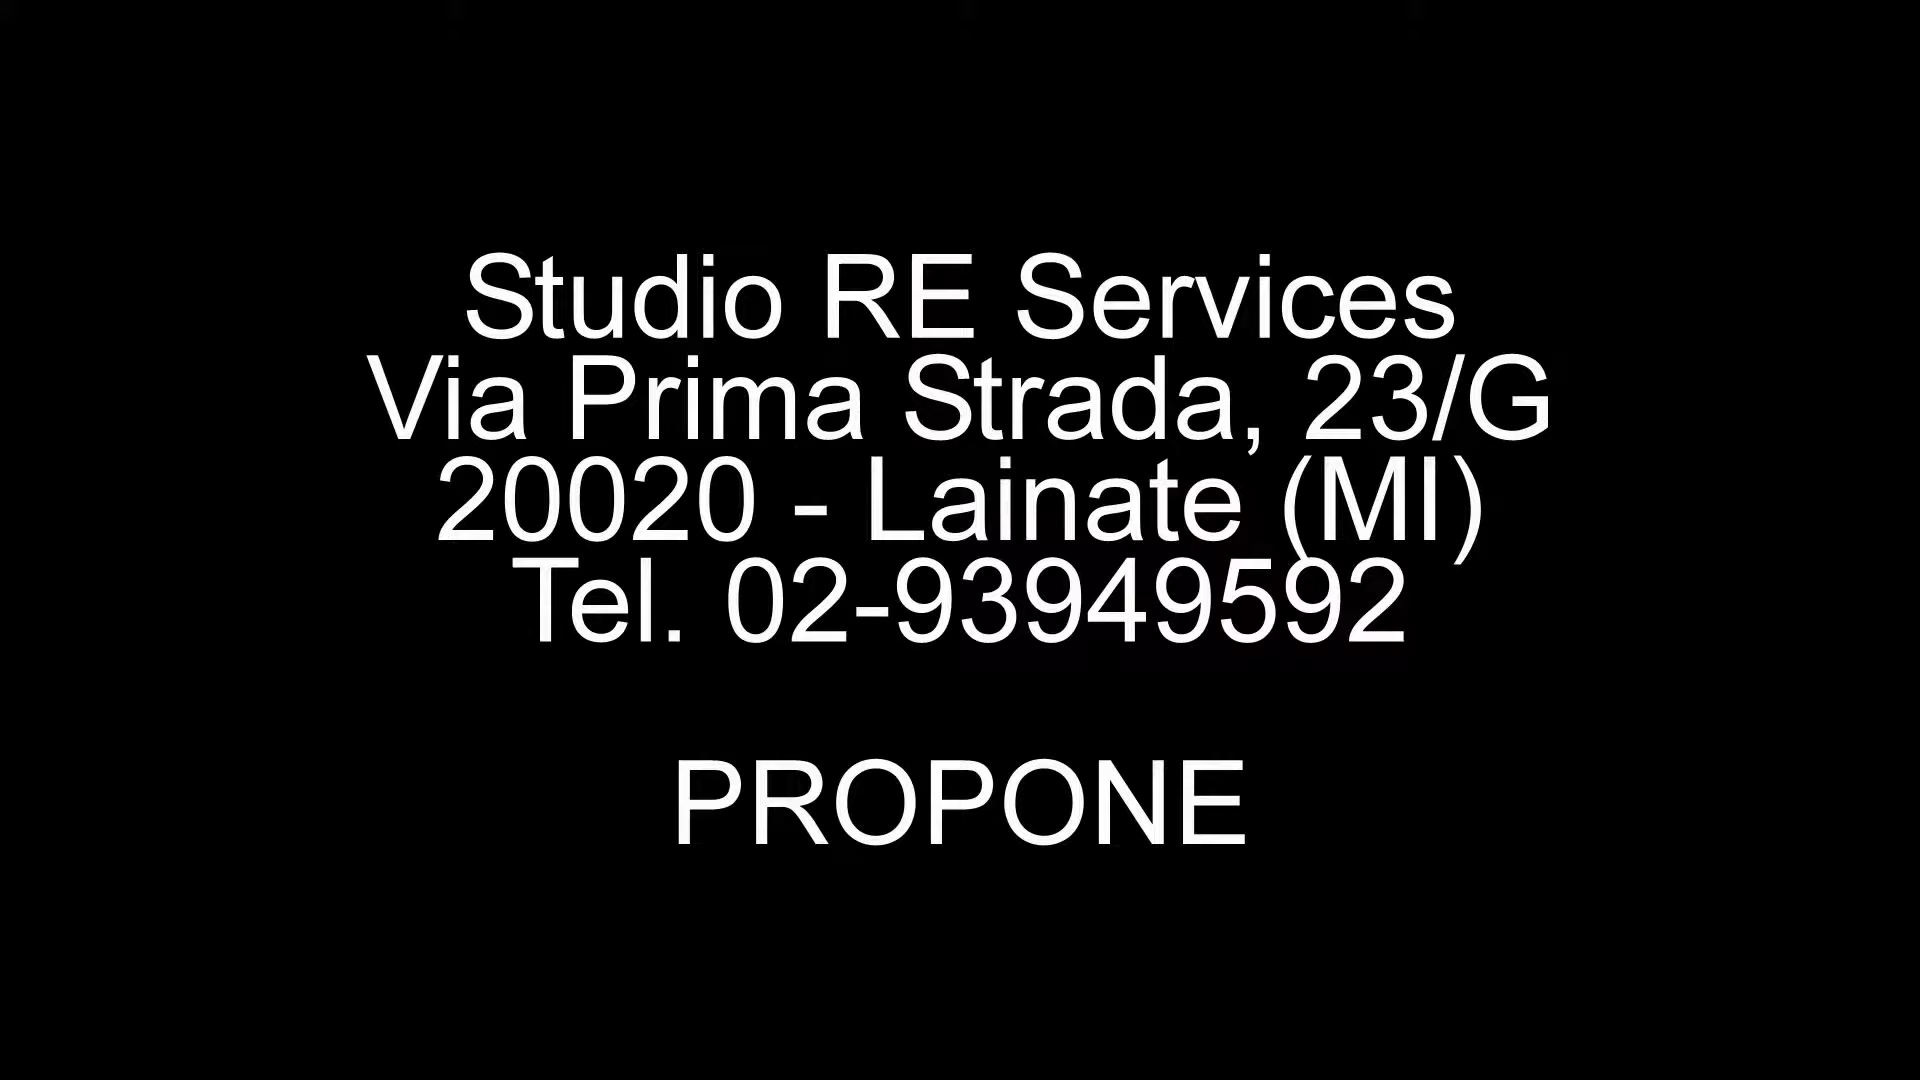 Studio RE Services
Via Prima Strada, 23/G
20020 - Lainate (MI)
Tel. 02-93949592
PROPONE